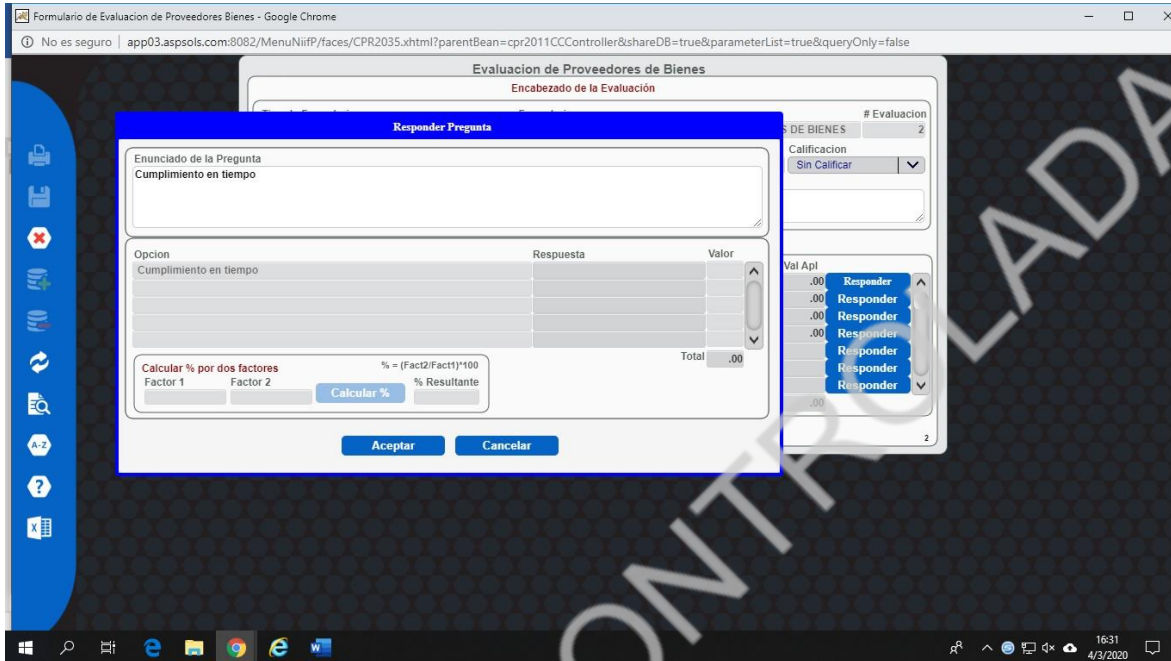 Formulario de Evaluacion de Proveedores Bienes - Google Chrome
No es seguro | app03.aspsols.com:8082/MenuNiifP/faces/CPR2035.xhtml?parentBean=cpr2011CCController&shareDB=true&parameterList=true&queryOnly=false
Evaluacion de Proveedores de Bienes
Encabezado de la Evaluación
# Evaluacion
S DE BIENES 2
Calificacion
Sin Calificar
Responder Pregunta
Enunciado de la Pregunta
Cumplimiento en tiempo
Opcion Respuesta Valor
Cumplimiento en tiempo
Total .00
Calcular % por dos factores % = (Fact2/Fact1)*100
Factor 1 Factor 2 Calcular % % Resultante
Aceptar Cancelar
Val Apl
.00 Responder
.00 Responder
.00 Responder
.00 Responder
Responder
Responder
Responder
.00
2
A-Z
?
ONTROLADA
16:31
4/3/2020